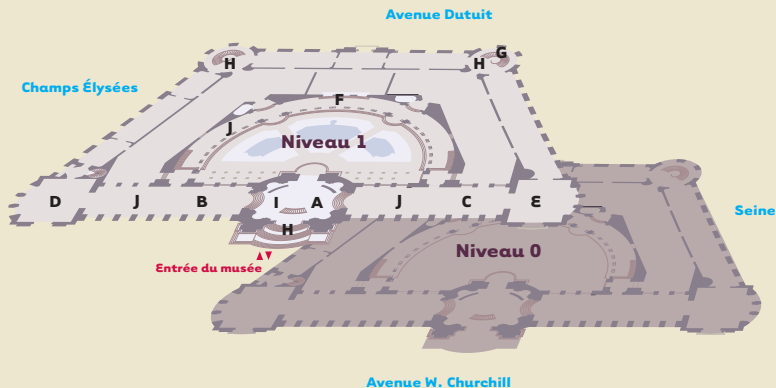 Avenue Dutuit
H
H
G
Champs Élysées
F
J
Niveau 1
D
J
B
I
A
J
C
E
Seine
H
Entrée du musée
Niveau 0
Avenue W. Churchill